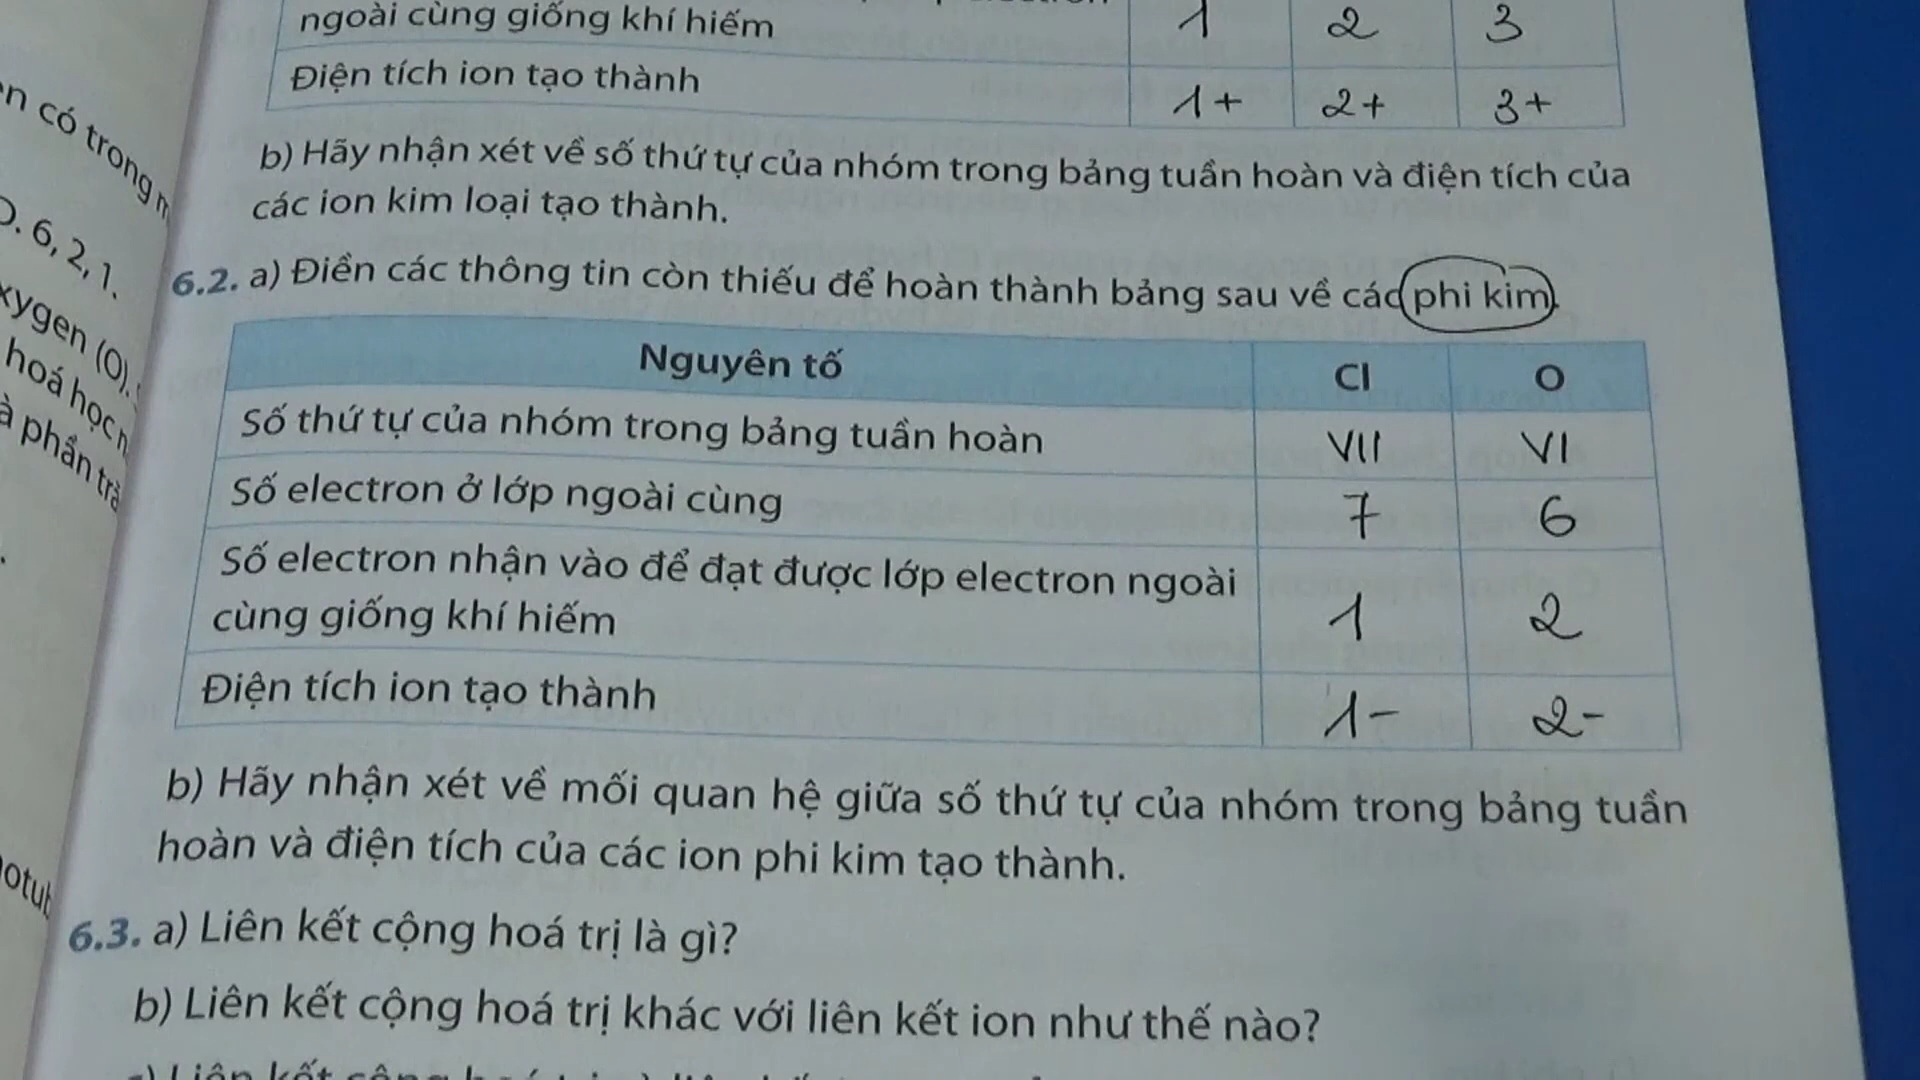 ngoài cùng giống khí hiếm 1 2 3
Điện tích ion tạo thành 1+ 2+ 3+
b) Hãy nhận xét về số thứ tự của nhóm trong bảng tuần hoàn và điện tích của
các ion kim loại tạo thành.
6.2. a) Điền các thông tin còn thiếu để hoàn thành bảng sau về các phi kim.
Nguyên tố Cl O
Số thứ tự của nhóm trong bảng tuần hoàn VII VI
Số electron ở lớp ngoài cùng 7 6
Số electron nhận vào để đạt được lớp electron ngoài
cùng giống khí hiếm 1 2
Điện tích ion tạo thành 1- 2-
b) Hãy nhận xét về mối quan hệ giữa số thứ tự của nhóm trong bảng tuần
hoàn và điện tích của các ion phi kim tạo thành.
6.3. a) Liên kết cộng hoá trị là gì?
b) Liên kết cộng hoá trị khác với liên kết ion như thế nào?
có trong
6, 2, 1.
(O).
hoá học
phần